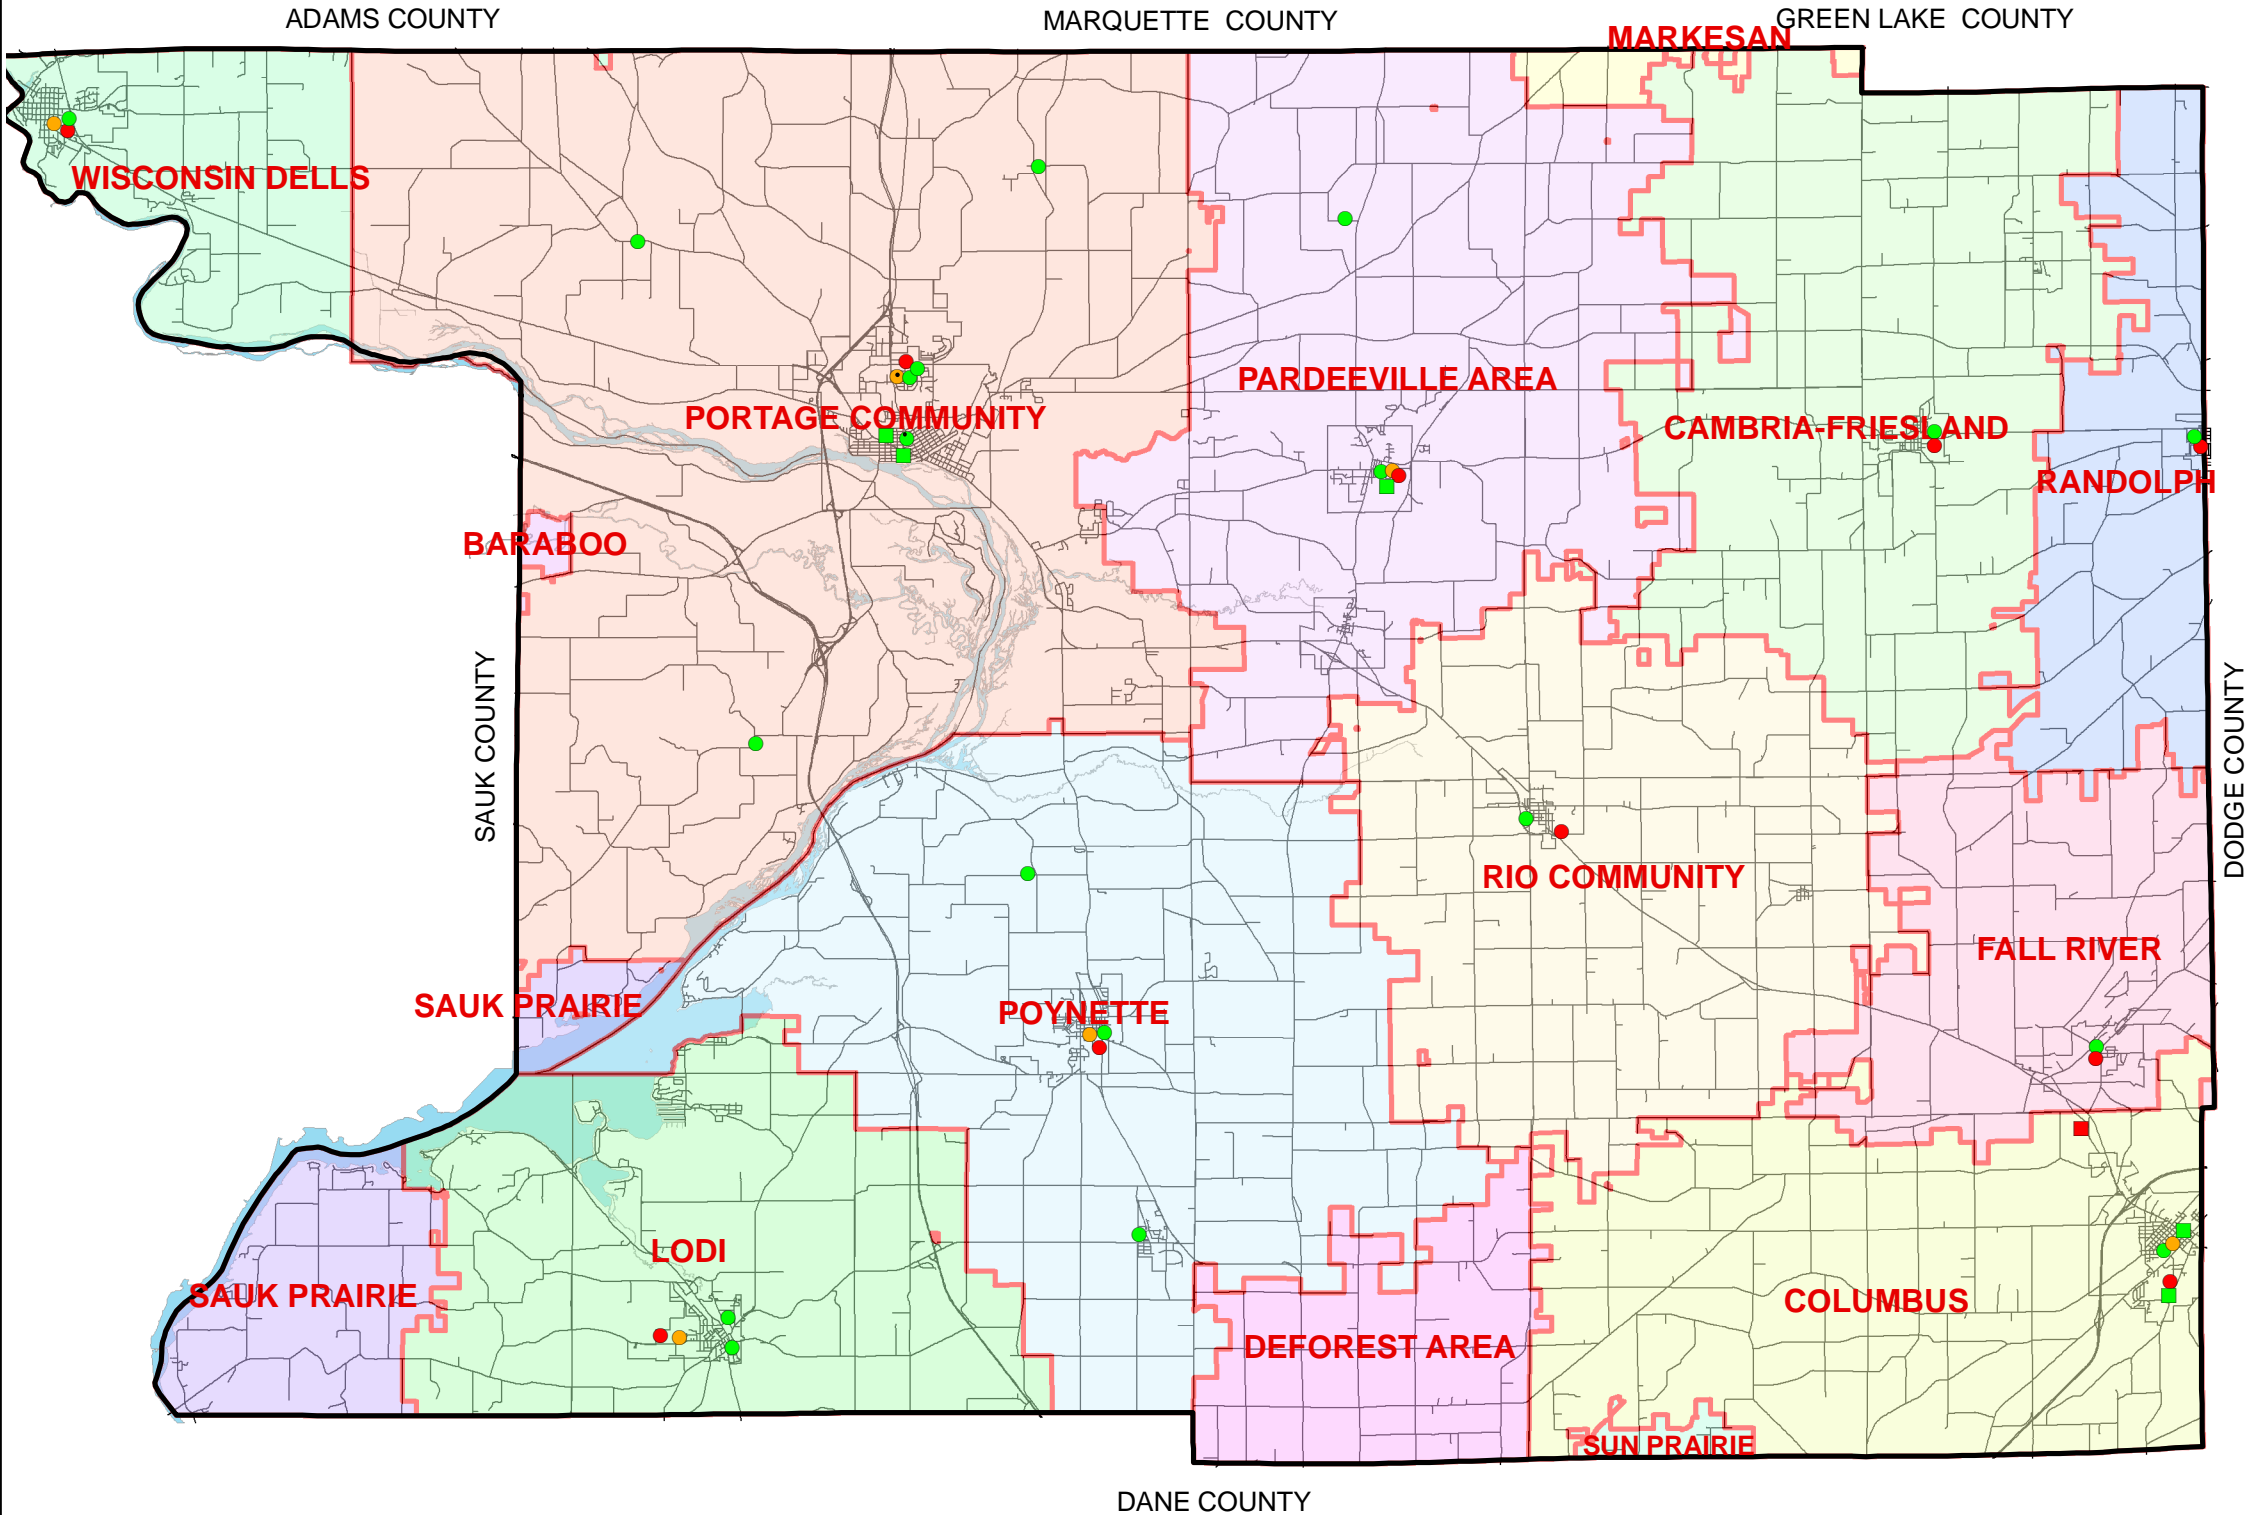 ADAMS COUNTY
MARQUETTE COUNTY
GREEN LAKE COUNTY
MARKESAN
WISCONSIN DELLS
PARDEEVILLE AREA
PORTAGE COMMUNITY
CAMBRIA-FRIESLAND
RANDOLPH
BARABOO
SAUK COUNTY
DODGE COUNTY
RIO COMMUNITY
FALL RIVER
SAUK PRAIRIE
POYNETTE
LODI
SAUK PRAIRIE
COLUMBUS
DEFOREST AREA
SUN PRAIRIE
DANE COUNTY